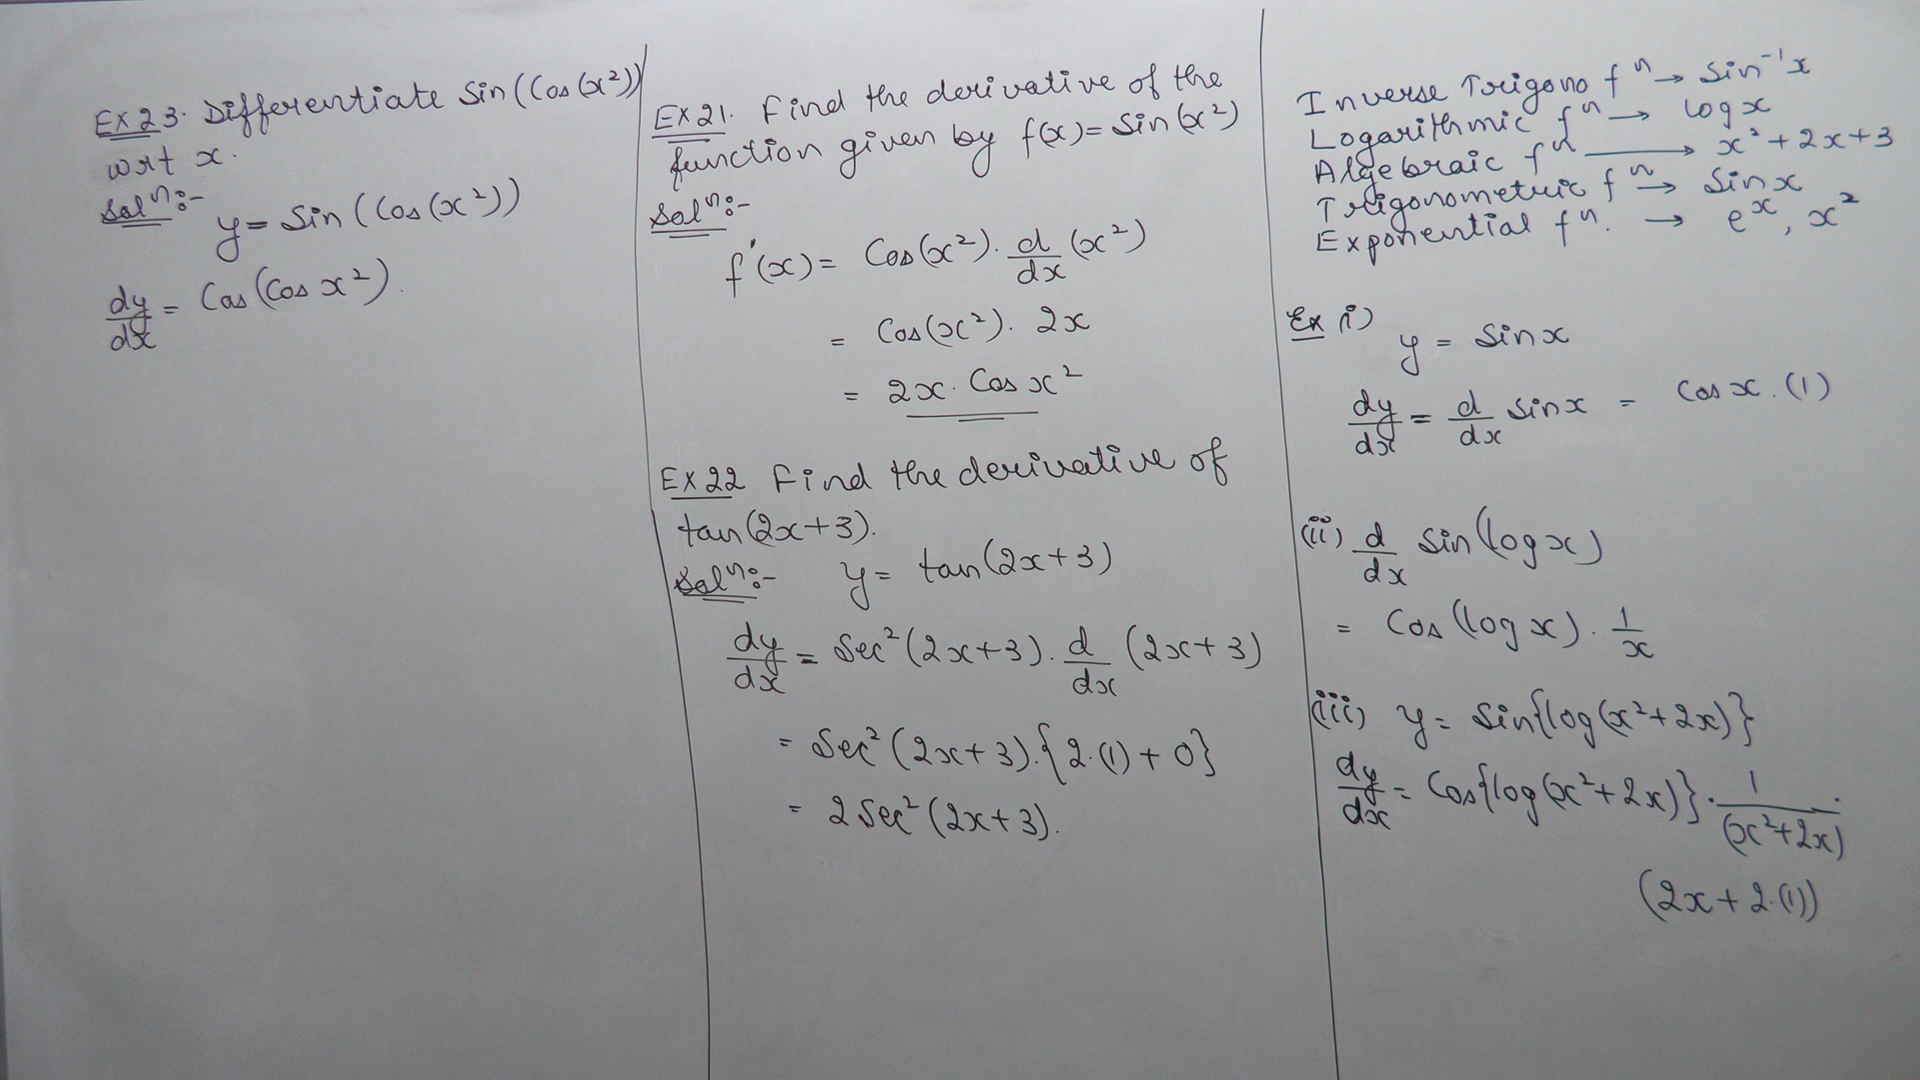 EX 23. Differentiate Sin(Cos(x²))
wrt x.
Solⁿ:-
y = Sin(Cos(x²))
dy/dx = Cos(Cos x²).
EX 21. Find the derivative of the
function given by f(x) = Sin(x²)
Solⁿ:-
f'(x) = Cos(x²). d/dx (x²)
= Cos(x²). 2x
= 2x. Cos x²
EX 22 Find the derivative of
tan(2x+3).
Solⁿ:- y = tan(2x+3)
dy/dx = Sec²(2x+3). d/dx (2x+3)
= Sec²(2x+3).{2.(1)+0}
= 2 Sec²(2x+3).
Inverse Trigono fⁿ → Sin⁻¹x
Logarithmic fⁿ → log x
Algebraic fⁿ → x²+2x+3
Trigonometric fⁿ → Sin x
Exponential fⁿ. → eˣ, x²
Ex i) y = Sin x
dy/dx = d/dx Sin x = Cos x.(1)
(ii) d/dx Sin(log x)
= Cos(log x). 1/x
(iii) y = Sin{log(x²+2x)}
dy/dx = Cos{log(x²+2x)}. 1/(x²+2x).
(2x+2.(1))